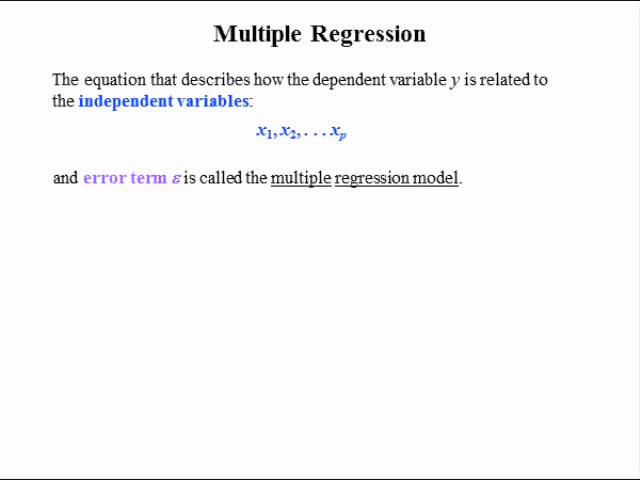 Multiple Regression
The equation that describes how the dependent variable y is related to
the independent variables:
x₁, x₂, . . . xₚ
and error term ε is called the multiple regression model.